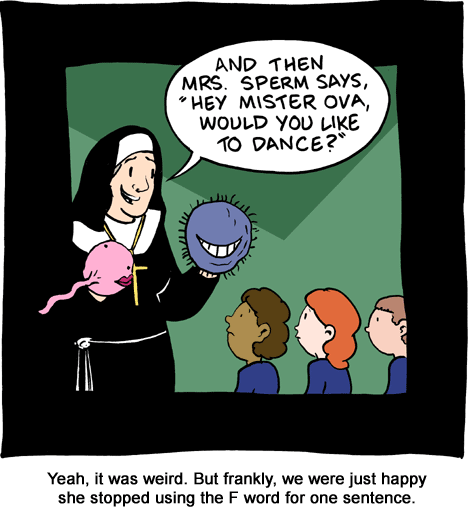 AND THEN
MRS. SPERM SAYS,
"HEY MISTER OVA,
WOULD YOU LIKE
TO DANCE?"
Yeah, it was weird. But frankly, we were just happy
she stopped using the F word for one sentence.